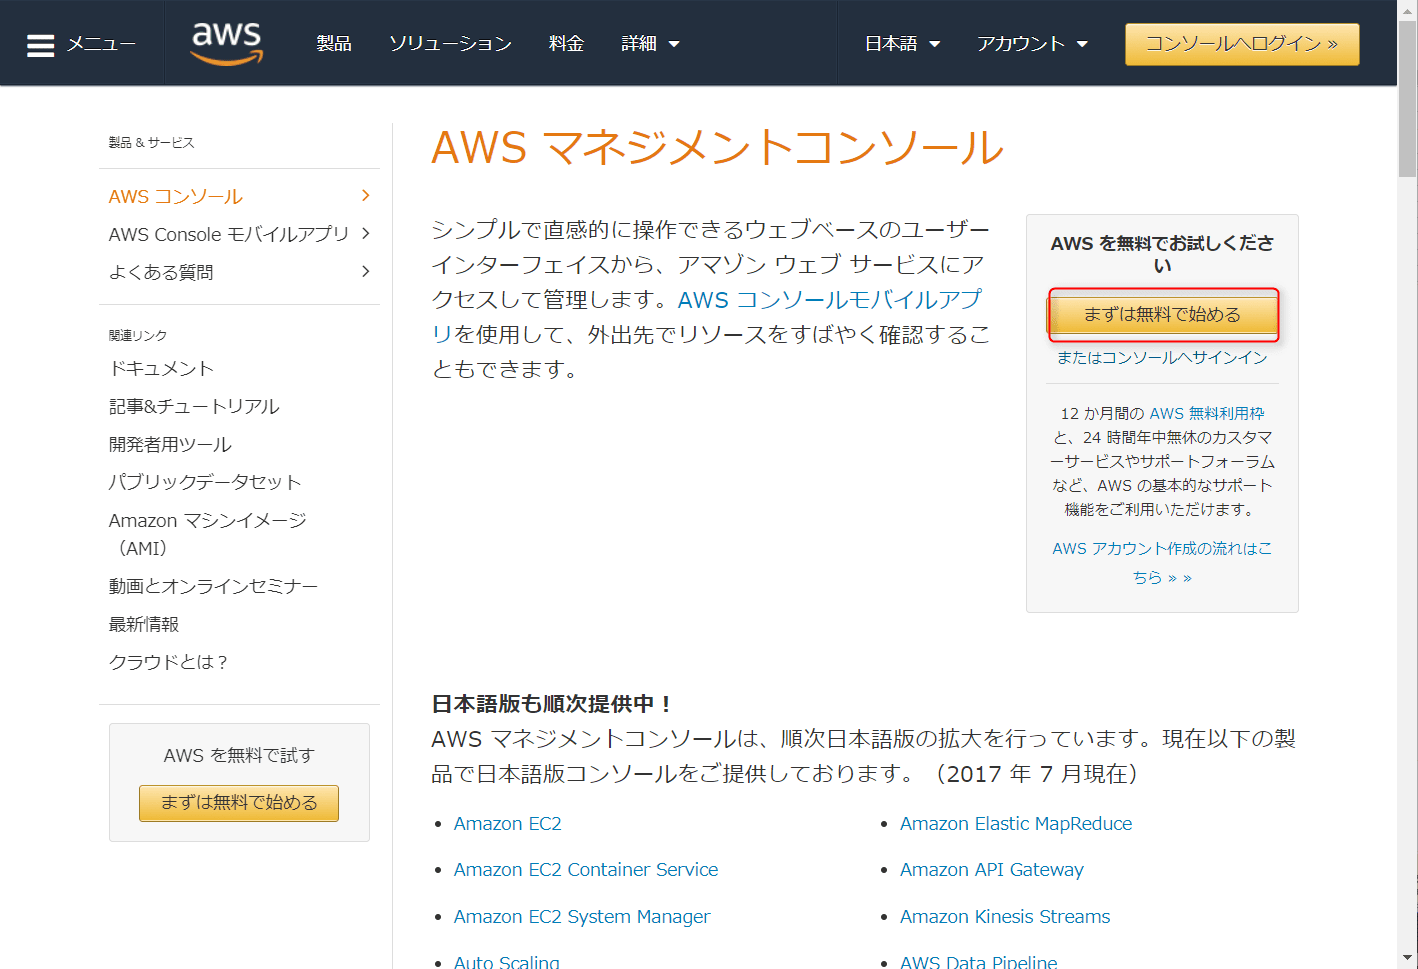 メニュー
aws
製品
ソリューション
料金
詳細
日本語
アカウント
コンソールへログイン »
製品 & サービス
AWS コンソール
AWS Console モバイルアプリ
よくある質問
関連リンク
ドキュメント
記事&チュートリアル
開発者用ツール
パブリックデータセット
Amazon マシンイメージ
（AMI）
動画とオンラインセミナー
最新情報
クラウドとは？
AWS を無料で試す
まずは無料で始める
AWS マネジメントコンソール
シンプルで直感的に操作できるウェブベースのユーザー
インターフェイスから、アマゾン ウェブ サービスにア
クセスして管理します。AWS コンソールモバイルアプ
リを使用して、外出先でリソースをすばやく確認するこ
ともできます。
AWS を無料でお試しくださ
い
まずは無料で始める
またはコンソールへサインイン
12 か月間の AWS 無料利用枠
と、24 時間年中無休のカスタマ
ーサービスやサポートフォーラム
など、AWS の基本的なサポート
機能をご利用いただけます。
AWS アカウント作成の流れはこ
ちら » »
日本語版も順次提供中！
AWS マネジメントコンソールは、順次日本語版の拡大を行っています。現在以下の製
品で日本語版コンソールをご提供しております。（2017 年 7 月現在）
• Amazon EC2
• Amazon EC2 Container Service
• Amazon EC2 System Manager
• Auto Scaling
• Amazon Elastic MapReduce
• Amazon API Gateway
• Amazon Kinesis Streams
• AWS Data Pipeline